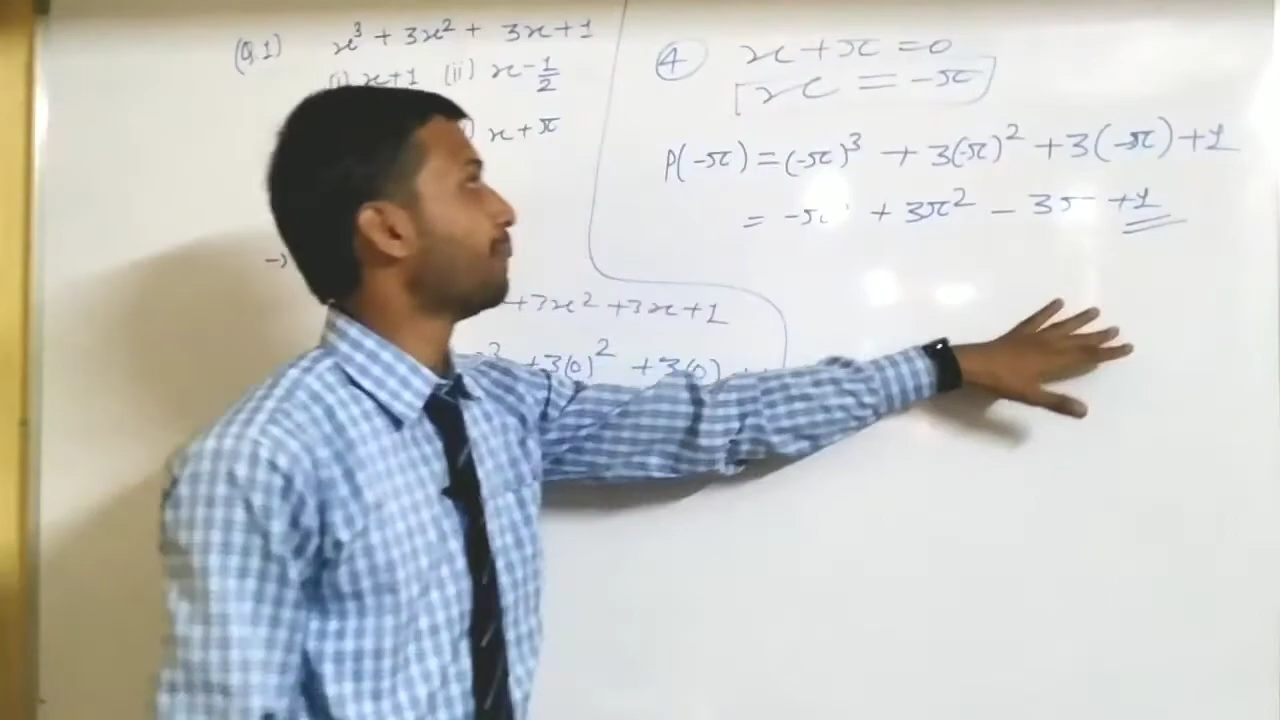 (Q.1) x³ + 3x² + 3x + 1
(i) x+1 (ii) x - 1/2
x + π
→
+3x² +3x+1
³ +3(0)² +3(0)
④ x + π = 0
[x = -π]
P(-π) = (-π)³ + 3(-π)² + 3(-π) + 1
= -π + 3π² - 3π + 1